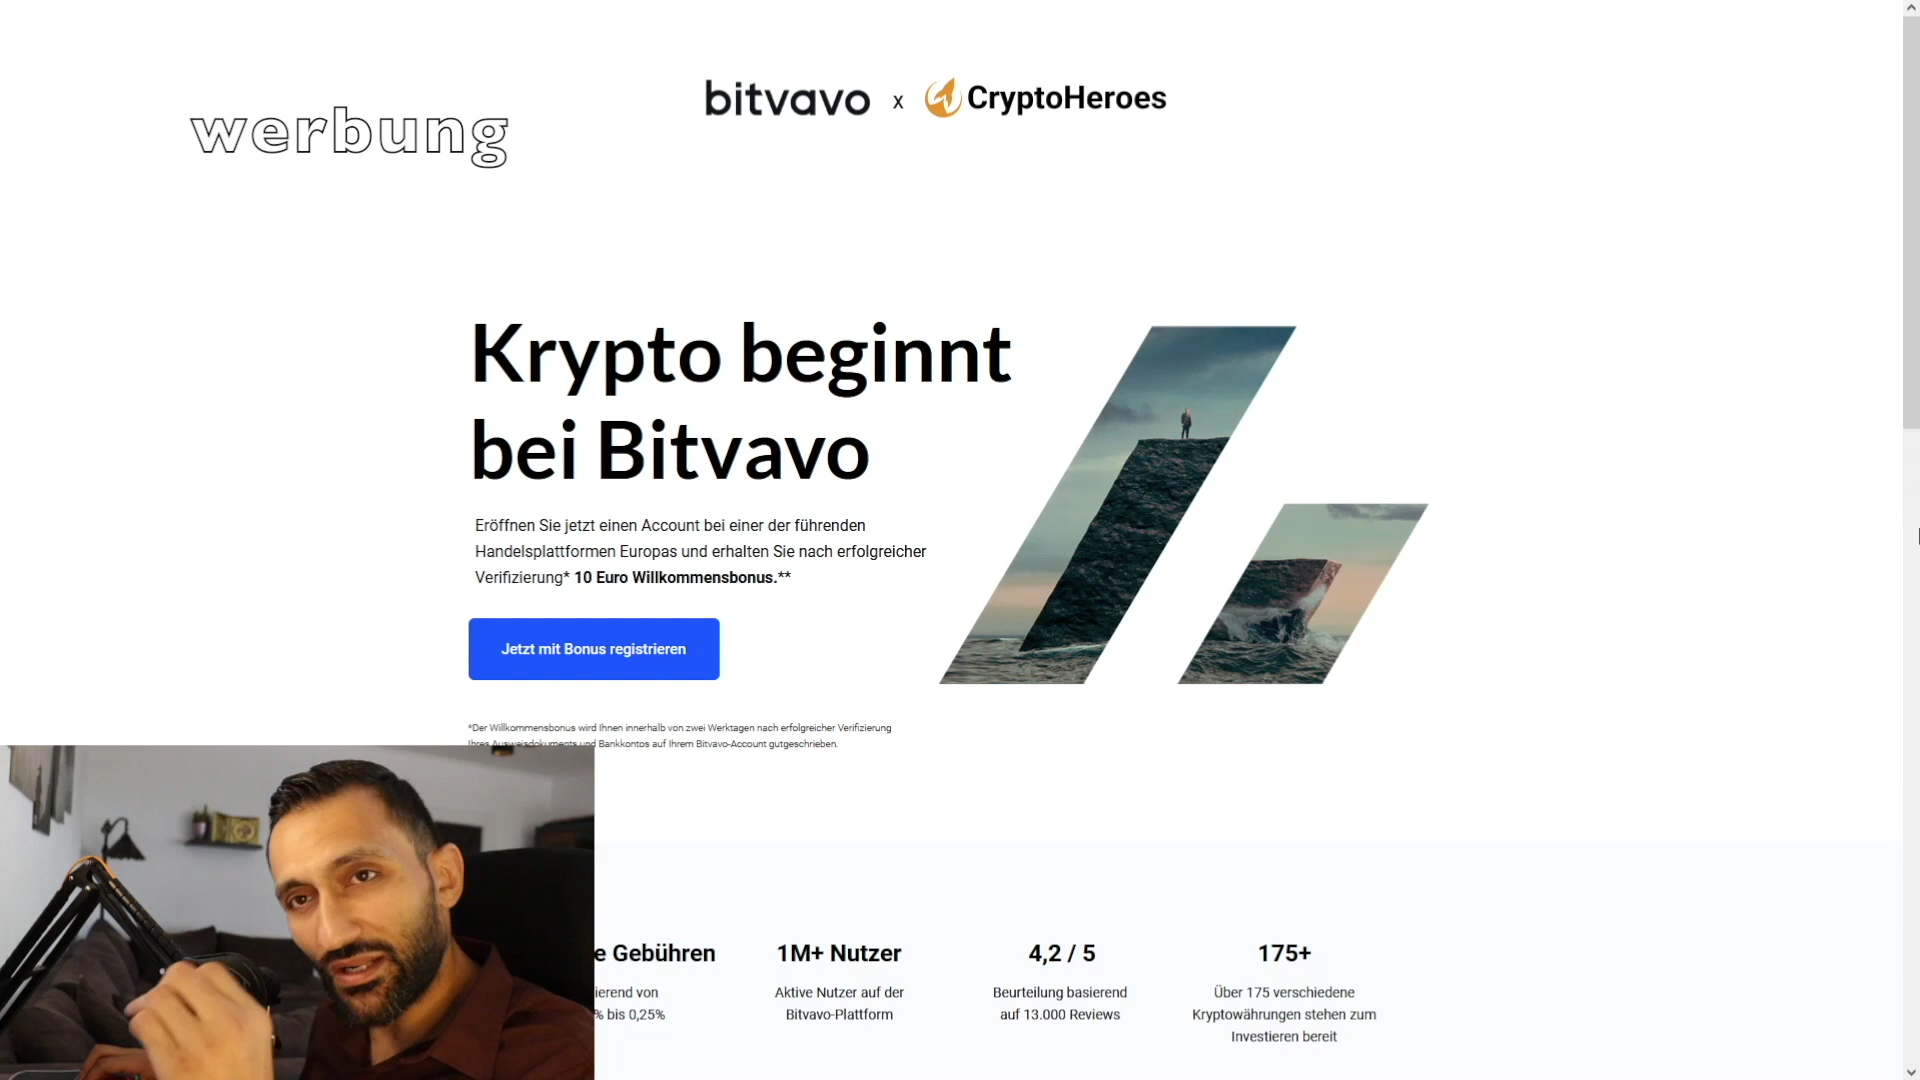 werbung
bitvavo x CryptoHeroes
Krypto beginnt
bei Bitvavo
Eröffnen Sie jetzt einen Account bei einer der führenden
Handelsplattformen Europas und erhalten Sie nach erfolgreicher
Verifizierung* 10 Euro Willkommensbonus.**
Jetzt mit Bonus registrieren
*Der Willkommensbonus wird Ihnen innerhalb von zwei Werktagen nach erfolgreicher Verifizierung
Ihres Ausweisdokuments und Bankkontos auf Ihrem Bitvavo-Account gutgeschrieben.
e Gebühren
ierend von
% bis 0,25%
1M+ Nutzer
Aktive Nutzer auf der
Bitvavo-Plattform
4,2 / 5
Beurteilung basierend
auf 13.000 Reviews
175+
Über 175 verschiedene
Kryptowährungen stehen zum
Investieren bereit